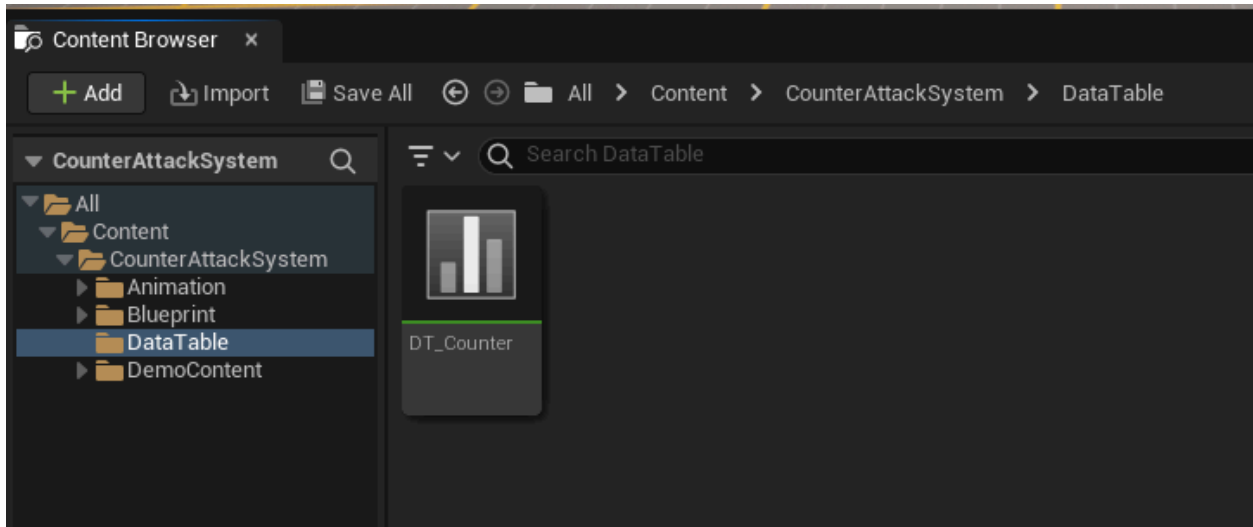 Content Browser
Add Import Save All All Content CounterAttackSystem DataTable
CounterAttackSystem
Search DataTable
All
Content
CounterAttackSystem
Animation
Blueprint
DataTable
DemoContent
DT_Counter